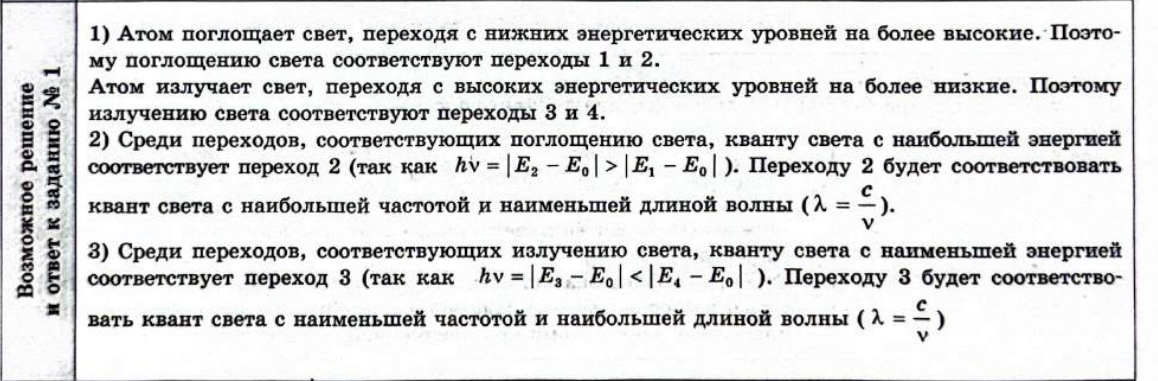 Возможное решение
и ответ к заданию № 1
1) Атом поглощает свет, переходя с нижних энергетических уровней на более высокие. Поэто-
му поглощению света соответствуют переходы 1 и 2.
Атом излучает свет, переходя с высоких энергетических уровней на более низкие. Поэтому
излучению света соответствуют переходы 3 и 4.
2) Среди переходов, соответствующих поглощению света, кванту света с наибольшей энергией
соответствует переход 2 (так как hν = |E₂ − E₀| > |E₁ − E₀| ). Переходу 2 будет соответствовать
квант света с наибольшей частотой и наименьшей длиной волны (λ = c/ν).
3) Среди переходов, соответствующих излучению света, кванту света с наименьшей энергией
соответствует переход 3 (так как hν = |E₃ − E₀| < |E₄ − E₀| ). Переходу 3 будет соответство-
вать квант света с наименьшей частотой и наибольшей длиной волны ( λ = c/ν )